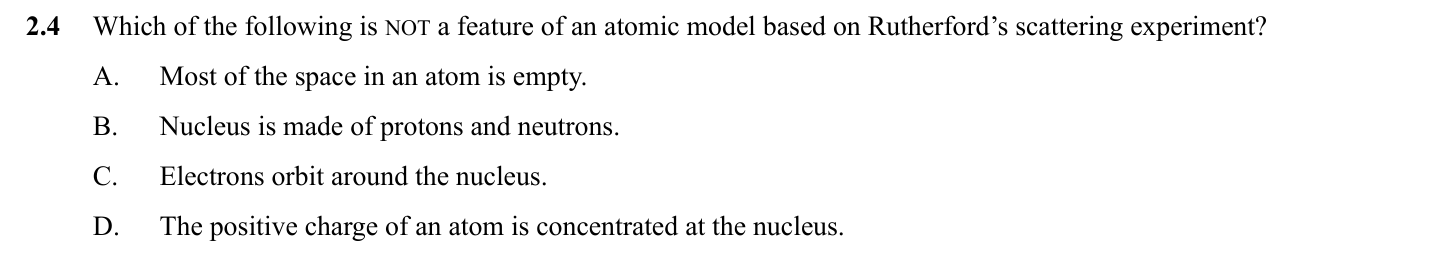 2.4 Which of the following is NOT a feature of an atomic model based on Rutherford’s scattering experiment?
A. Most of the space in an atom is empty.
B. Nucleus is made of protons and neutrons.
C. Electrons orbit around the nucleus.
D. The positive charge of an atom is concentrated at the nucleus.